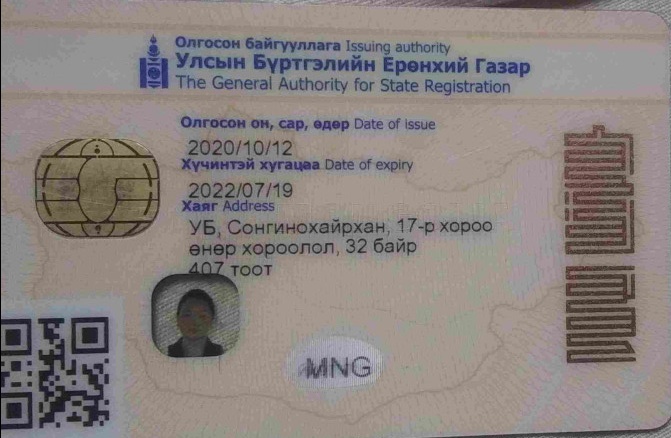 Олгосон байгууллага Issuing authority
Улсын Бүртгэлийн Ерөнхий Газар
The General Authority for State Registration
Олгосон он, сар, өдөр Date of issue
2020/10/12
Хүчинтэй хугацаа Date of expiry
2022/07/19
Хаяг Address
УБ, Сонгинохайрхан, 17-р хороо
өнөр хороолол, 32 байр
407 тоот
MNG